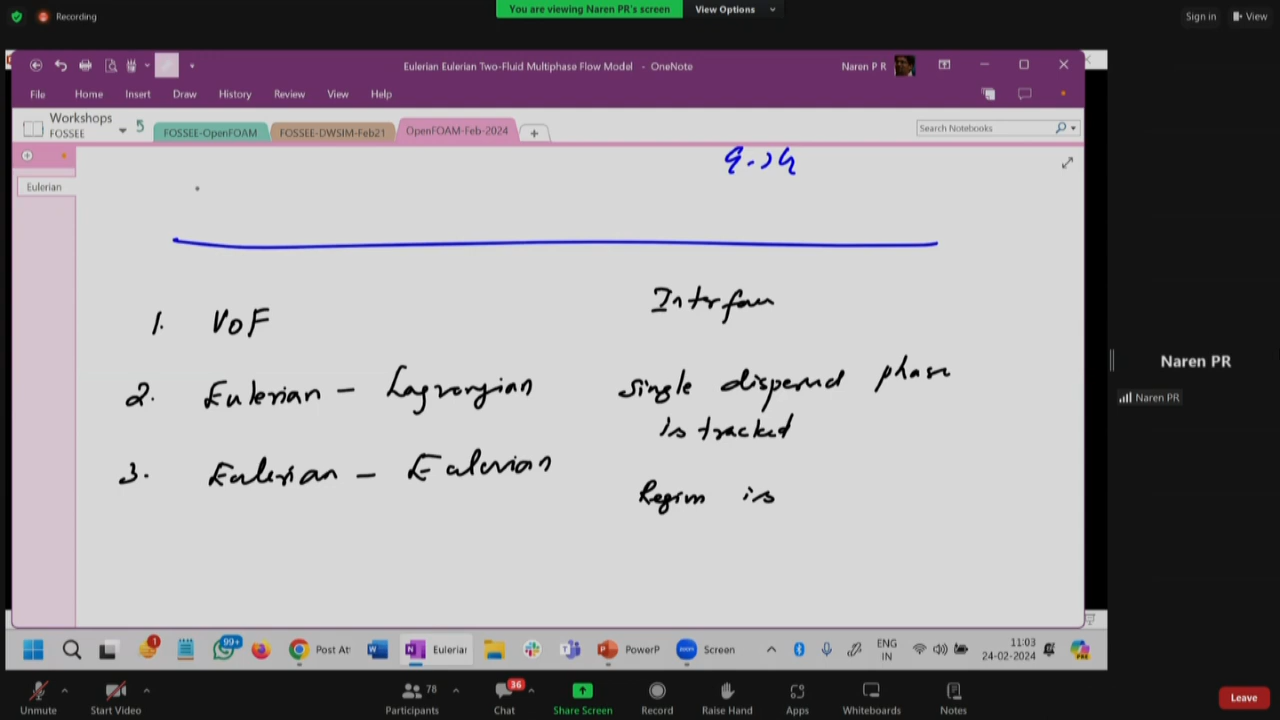 Recording
You are viewing Naren PR's screen
View Options
Sign in
View
Eulerian Eulerian Two-Fluid Multiphase Flow Model - OneNote
Naren P R
File
Home
Insert
Draw
History
Review
View
Help
Workshops
FOSSEE
FOSSEE-OpenFOAM
FOSSEE-DWSIM-Feb21
OpenFOAM-Feb-2024
Search Notebooks
Eulerian
1. VOF
Interface
2. Eulerian - Lagrangian
Single dispersed phase
is tracked
3. Eulerian - Eulerian
Regim is
Naren PR
Naren PR
1
99+
Post At
Eulerian
PowerP
Screen
ENG
IN
11:03
24-02-2024
Unmute
Start Video
78
Participants
36
Chat
Share Screen
Record
Raise Hand
Apps
Whiteboards
Notes
Leave